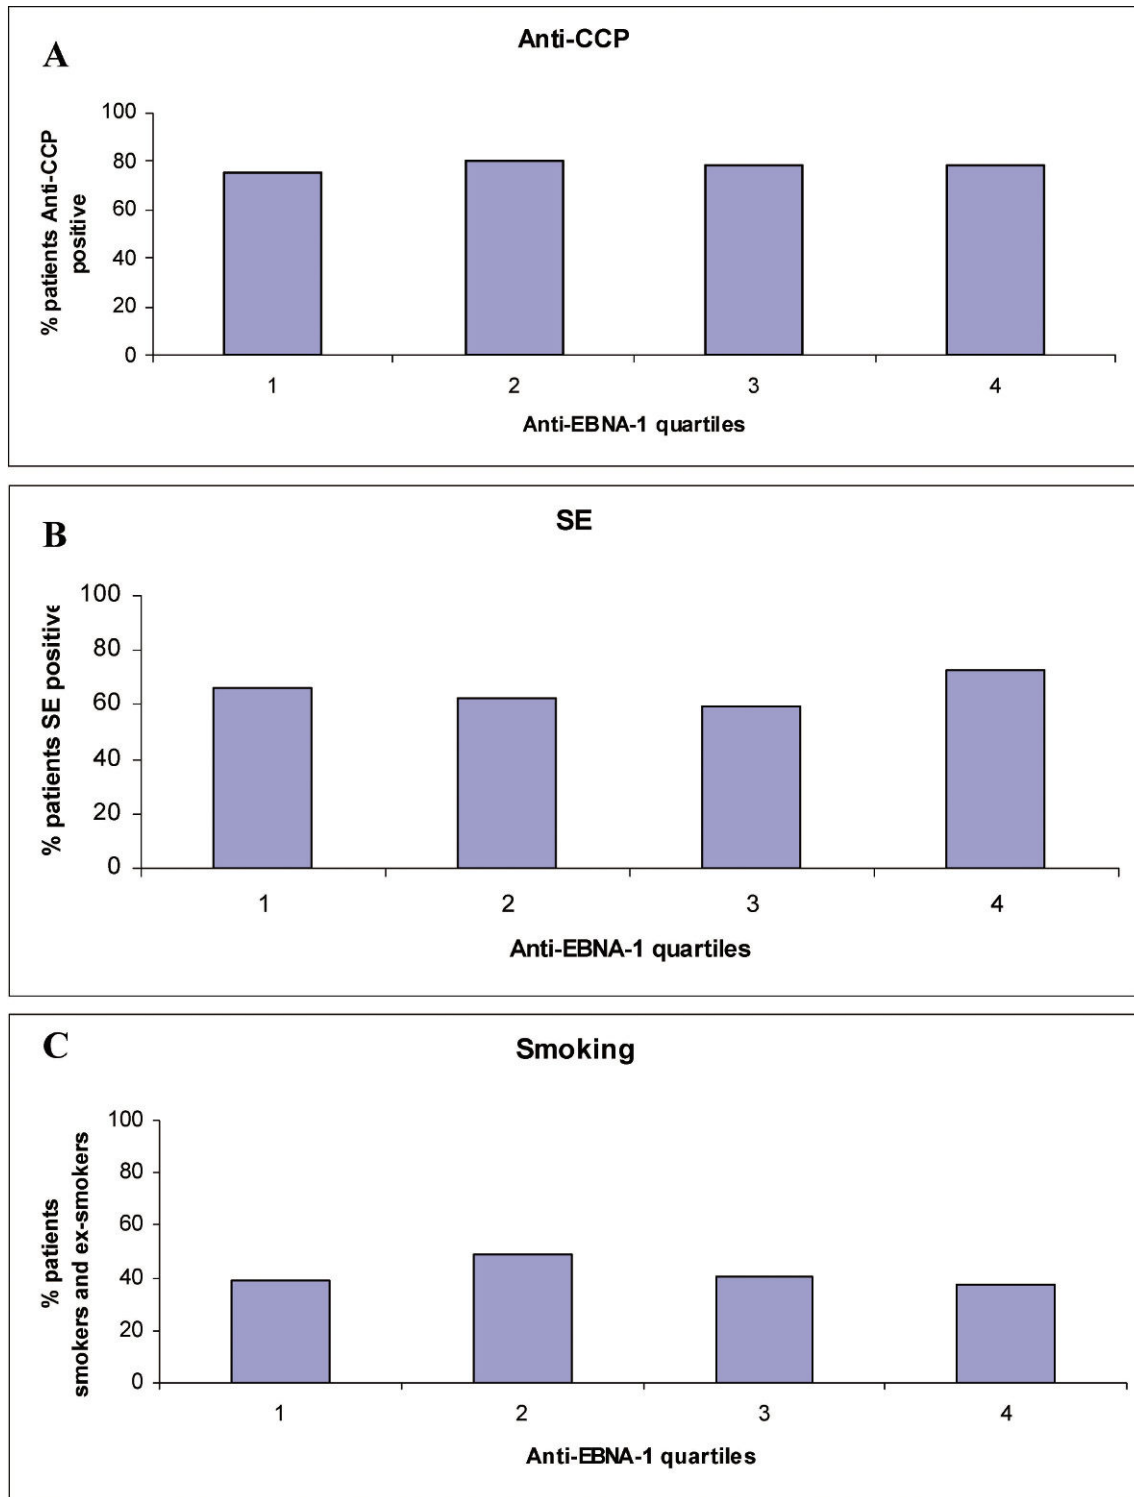 A
Anti-CCP
% patients Anti-CCP
positive
100
80
60
40
20
0
1 2 3 4
Anti-EBNA-1 quartiles
B
SE
% patients SE positive
100
80
60
40
20
0
1 2 3 4
Anti-EBNA-1 quartiles
C
Smoking
% patients
smokers and ex-smokers
100
80
60
40
20
0
1 2 3 4
Anti-EBNA-1 quartiles